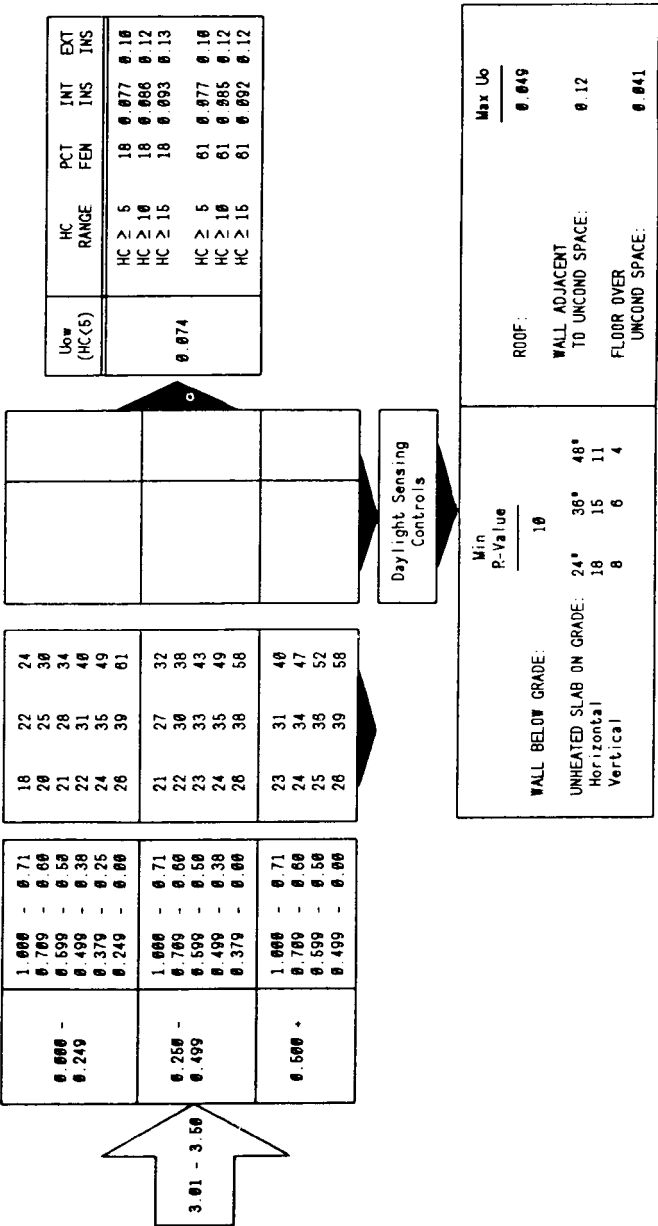 3.01 - 3.50
0.000 -
0.249
1.000 - 0.71 18 22 24
0.709 - 0.60 20 25 30
0.599 - 0.50 21 28 34
0.499 - 0.38 22 31 40
0.379 - 0.25 24 35 49
0.249 - 0.00 26 39 61
0.250 -
0.499
1.000 - 0.71 21 27 32
0.709 - 0.60 22 30 38
0.599 - 0.50 23 33 43
0.499 - 0.38 24 35 49
0.379 - 0.00 26 38 58
0.500 +
1.000 - 0.71 23 31 40
0.709 - 0.60 24 34 47
0.599 - 0.50 25 36 52
0.499 - 0.00 26 39 58
Uow HC PCT INT EXT
(HC<5) RANGE FEN INS INS
0.074
HC ≥ 5 18 0.077 0.10
HC ≥ 10 18 0.086 0.12
HC ≥ 15 18 0.093 0.13
HC ≥ 5 61 0.077 0.10
HC ≥ 10 61 0.085 0.12
HC ≥ 15 61 0.092 0.12
Daylight Sensing
Controls
Min
R-Value
WALL BELOW GRADE: 10
UNHEATED SLAB ON GRADE: 24" 36" 48"
Horizontal 18 15 11
Vertical 8 6 4
Max Uo
ROOF: 0.049
WALL ADJACENT
TO UNCOND SPACE: 0.12
FLOOR OVER
UNCOND SPACE: 0.041